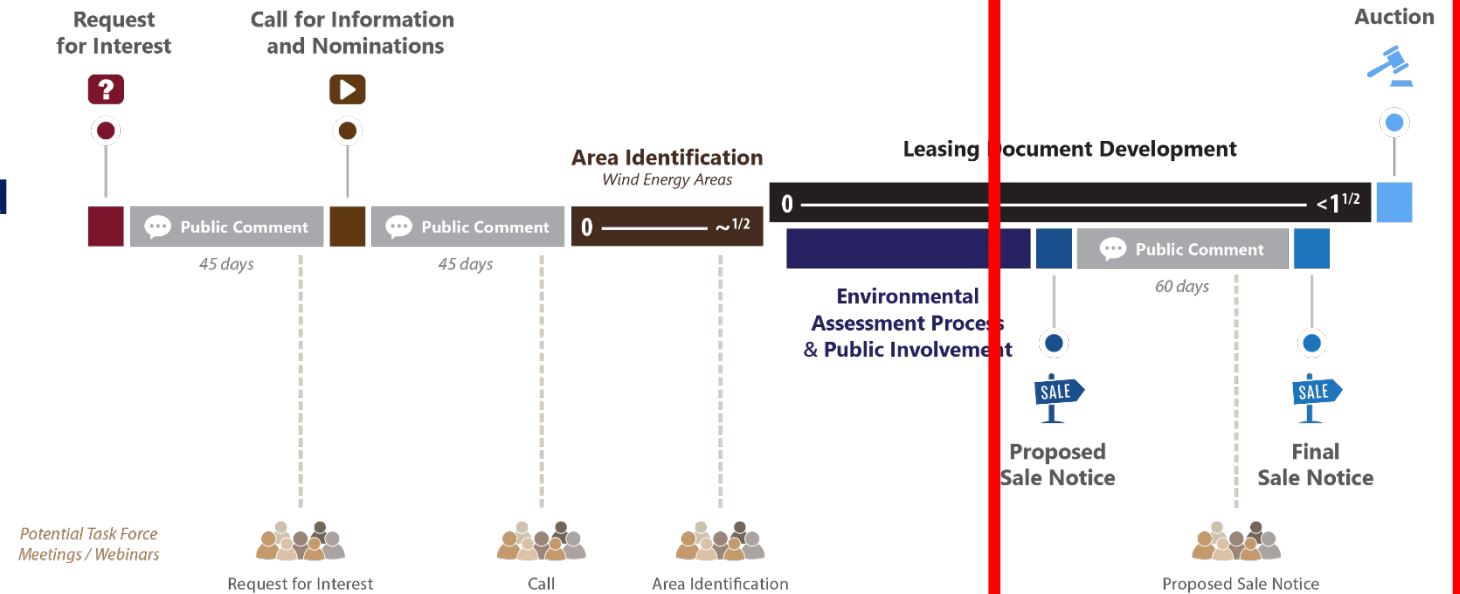 Request
for Interest
?
Call for Information
and Nominations
Auction
Area Identification
Wind Energy Areas
Leasing Document Development
0 <1 1/2
Public Comment
45 days
Public Comment
45 days
0 ~1/2
Public Comment
60 days
Environmental
Assessment Process
& Public Involvement
SALE
Proposed
Sale Notice
SALE
Final
Sale Notice
Potential Task Force
Meetings / Webinars
Request for Interest
Call
Area Identification
Proposed Sale Notice